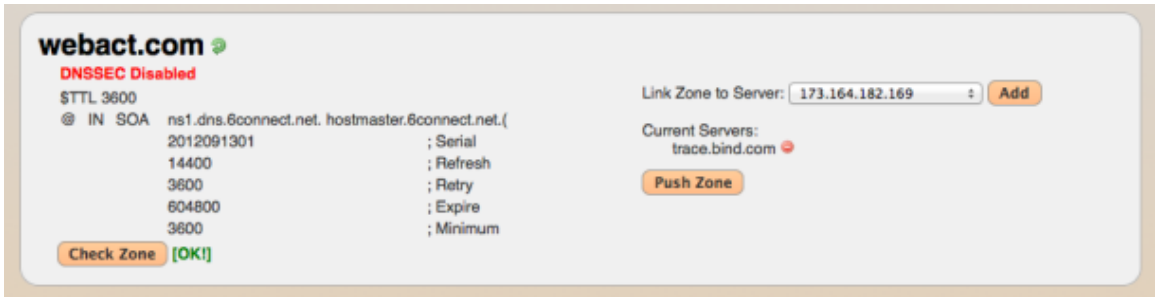 webact.com
DNSSEC Disabled
$TTL 3600
@ IN SOA ns1.dns.6connect.net. hostmaster.6connect.net.(
2012091301 ; Serial
14400 ; Refresh
3600 ; Retry
604800 ; Expire
3600 ; Minimum
Check Zone [OK!]
Link Zone to Server: 173.164.182.169 Add
Current Servers:
trace.bind.com
Push Zone